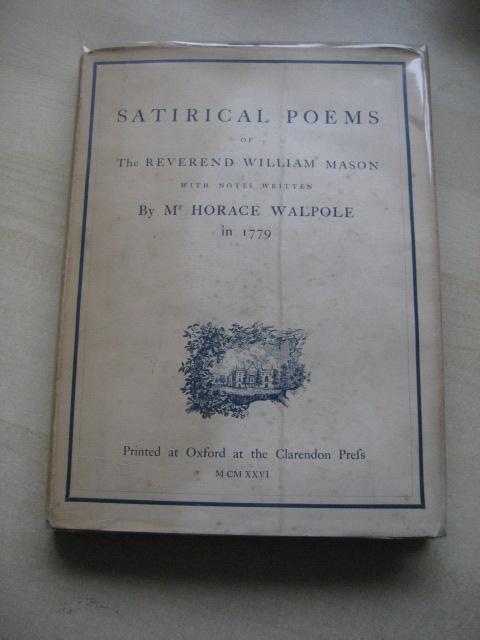 SATIRICAL POEMS
OF
The REVEREND WILLIAM MASON
WITH NOTES WRITTEN
By Mr HORACE WALPOLE
in 1779
Printed at Oxford at the Clarendon Preſs
MCMXXVI